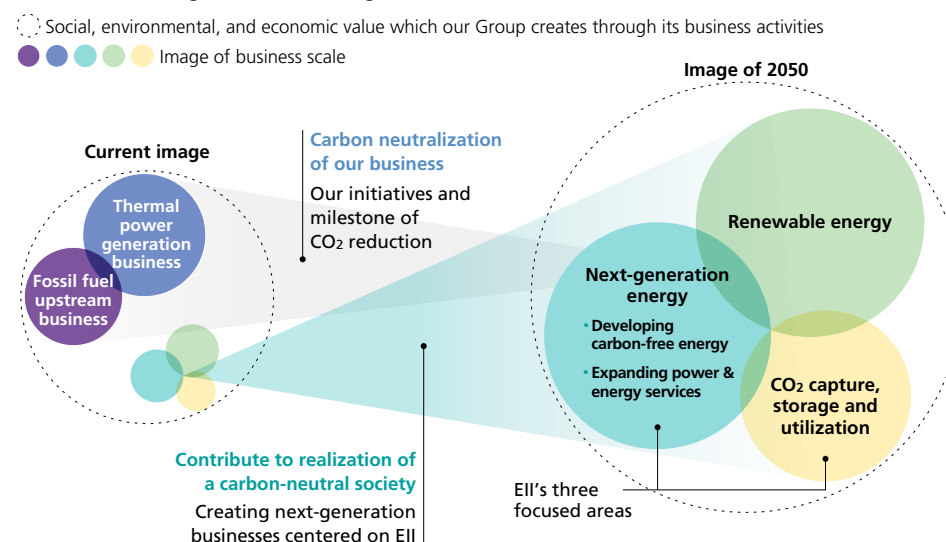 Social, environmental, and economic value which our Group creates through its business activities
Image of business scale
Image of 2050
Current image
Carbon neutralization
of our business
Our initiatives and
milestone of
CO2 reduction
Thermal
power
generation
business
Fossil fuel
upstream
business
Renewable energy
Next-generation
energy
• Developing
carbon-free energy
• Expanding power &
energy services
CO2 capture,
storage and
utilization
Contribute to realization of
a carbon-neutral society
Creating next-generation
businesses centered on EII
EII's three
focused areas